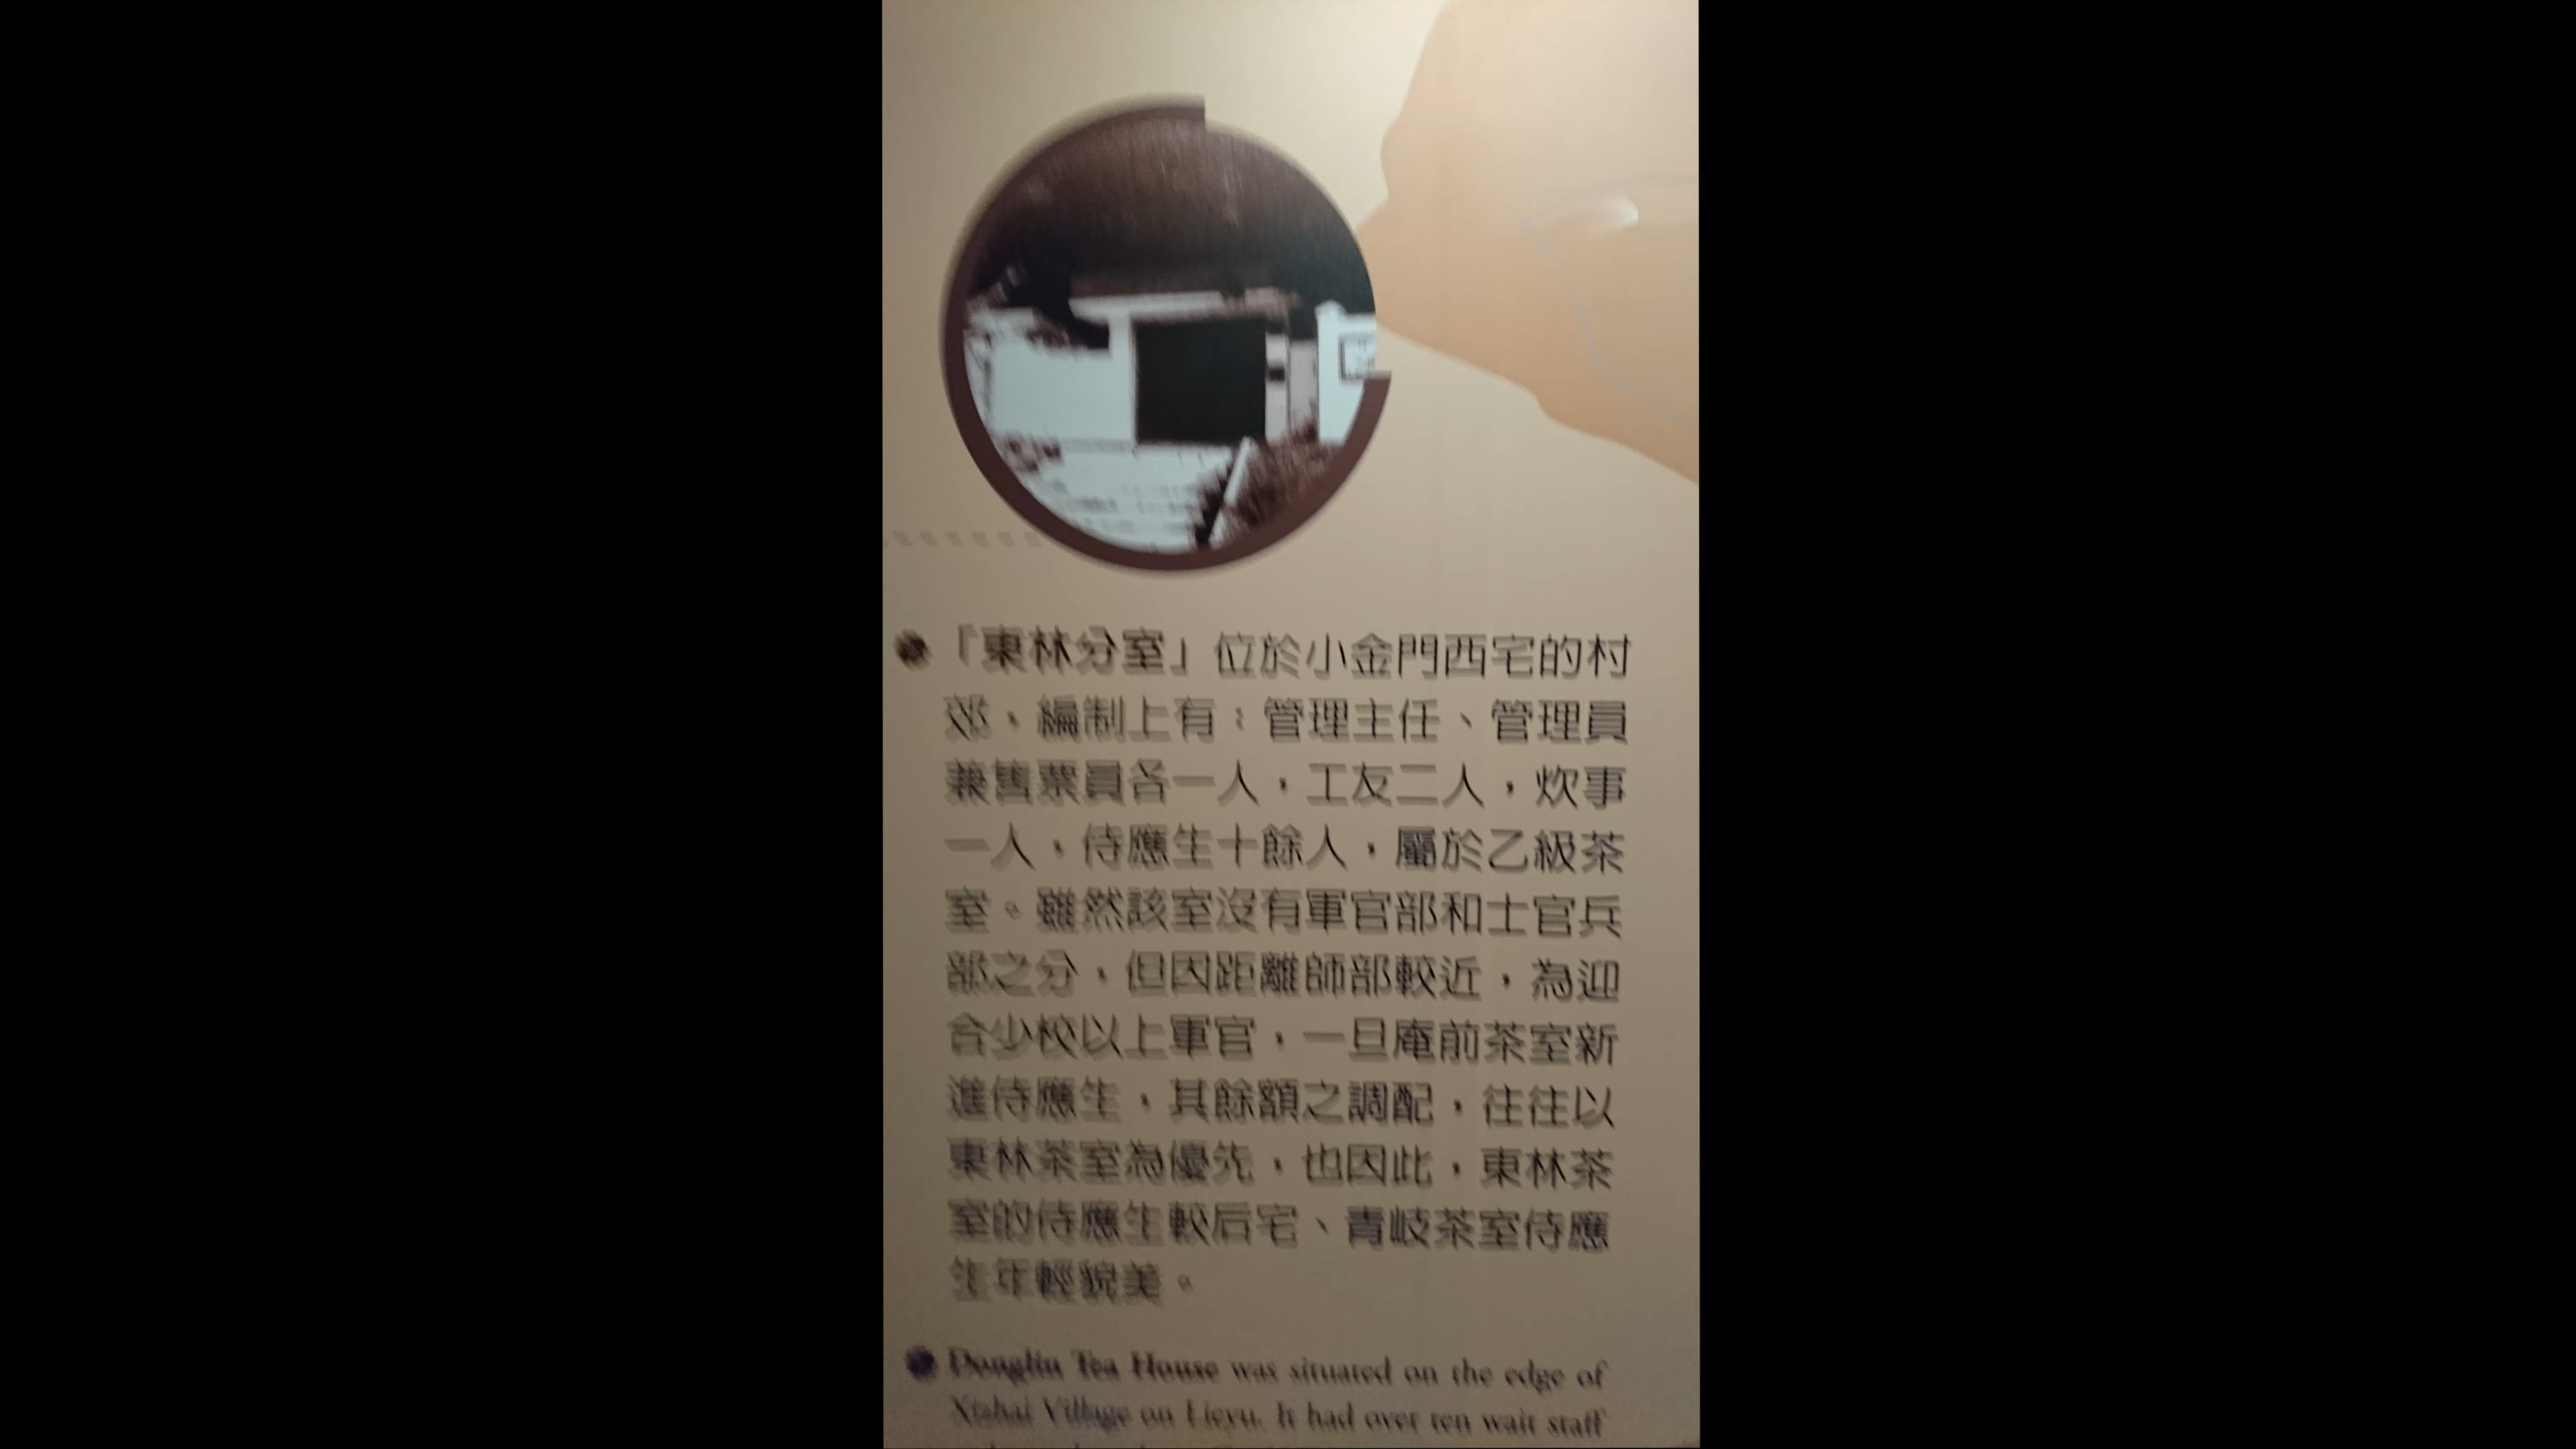 「東林分室」位於小金門西宅的村
郊，編制上有：管理主任、管理員
兼售票員各一人，工友二人，炊事
一人，侍應生十餘人，屬於乙級茶
室。雖然該室沒有軍官部和士官兵
部之分，但因距離師部較近，為迎
合少校以上軍官，一旦庵前茶室新
進侍應生，其餘額之調配，往往以
東林茶室為優先，也因此，東林茶
室的侍應生較后宅、青岐茶室侍應
生年輕貌美。
Donglin Tea House was situated on the edge of
Xizhai Village on Lieyu. It had over ten wait staff